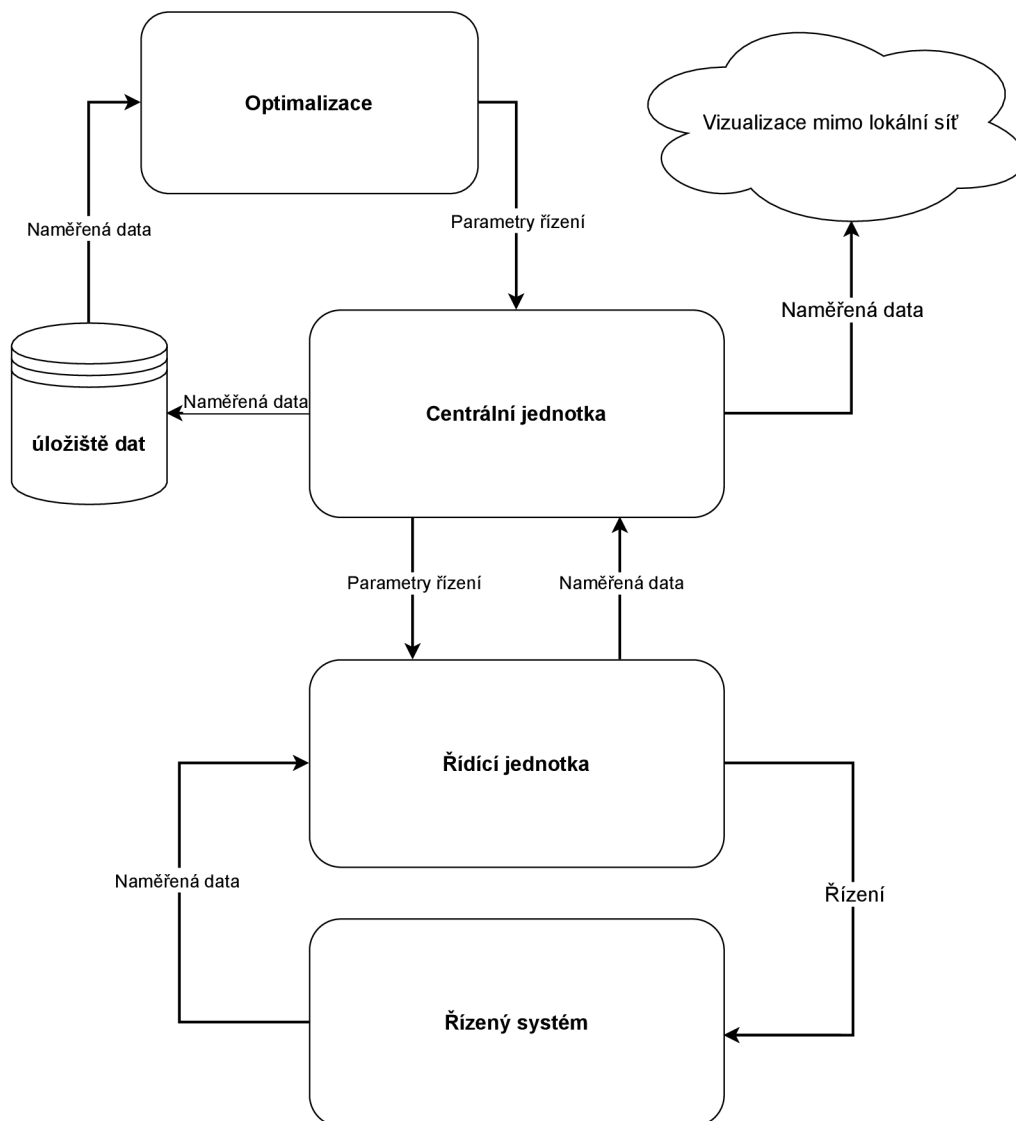 Optimalizace
Vizualizace mimo lokální síť
Naměřená data
Parametry řízení
Naměřená data
Naměřená data
Centrální jednotka
úložiště dat
Parametry řízení
Naměřená data
Řídící jednotka
Naměřená data
Řízení
Řízený systém